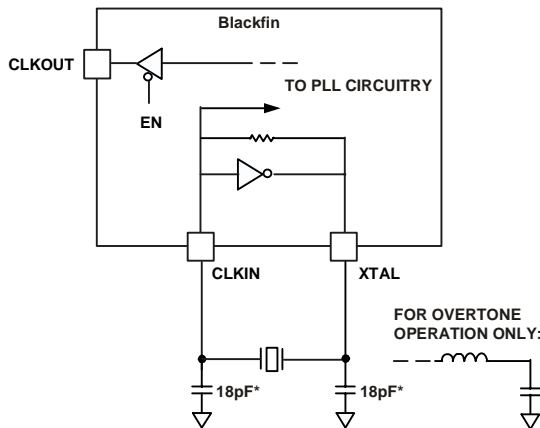 Blackfin
CLKOUT
TO PLL CIRCUITRY
EN
CLKIN
XTAL
FOR OVERTONE
OPERATION ONLY:
18pF*
18pF*